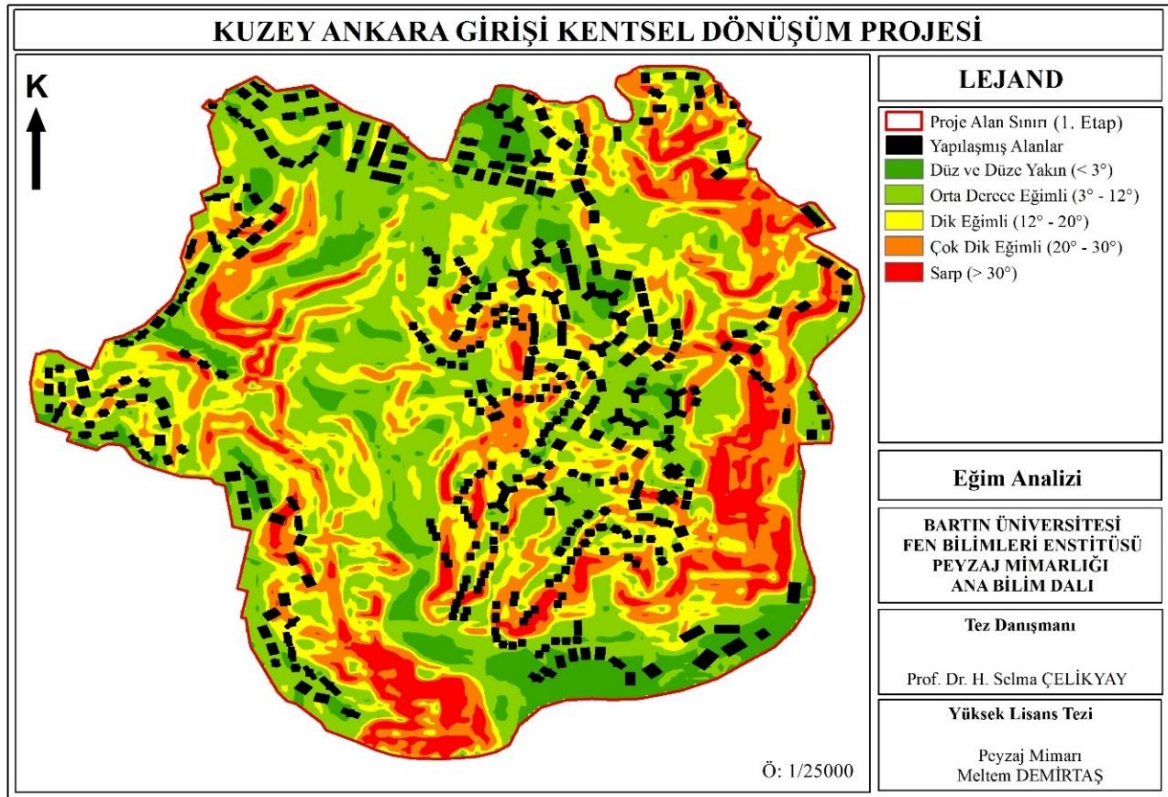 KUZEY ANKARA GİRİŞİ KENTSEL DÖNÜŞÜM PROJESİ
K
Ö: 1/25000
LEJAND
Proje Alan Sınırı (1. Etap)
Yapılaşmış Alanlar
Düz ve Düze Yakın (< 3°)
Orta Derece Eğimli (3° - 12°)
Dik Eğimli (12° - 20°)
Çok Dik Eğimli (20° - 30°)
Sarp (> 30°)
Eğim Analizi
BARTIN ÜNİVERSİTESİ
FEN BİLİMLERİ ENSTİTÜSÜ
PEYZAJ MİMARLIĞI
ANA BİLİM DALI
Tez Danışmanı
Prof. Dr. H. Selma ÇELİKYAY
Yüksek Lisans Tezi
Peyzaj Mimarı
Meltem DEMİRTAŞ